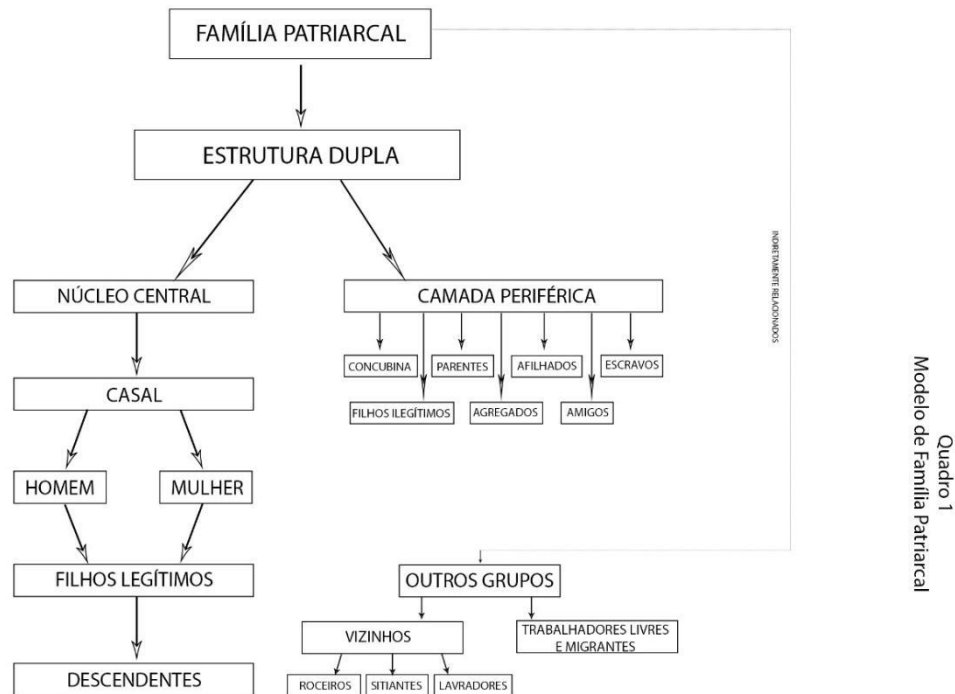 FAMÍLIA PATRIARCAL
ESTRUTURA DUPLA
NÚCLEO CENTRAL
CAMADA PERIFÉRICA
CONCUBINA
PARENTES
AFILHADOS
ESCRAVOS
FILHOS ILEGÍTIMOS
AGREGADOS
AMIGOS
CASAL
HOMEM
MULHER
FILHOS LEGÍTIMOS
DESCENDENTES
INDIRETAMENTE RELACIONADOS
OUTROS GRUPOS
VIZINHOS
TRABALHADORES LIVRES
E MIGRANTES
ROCEIROS
SITIANTES
LAVRADORES
Quadro 1
Modelo de Família Patriarcal